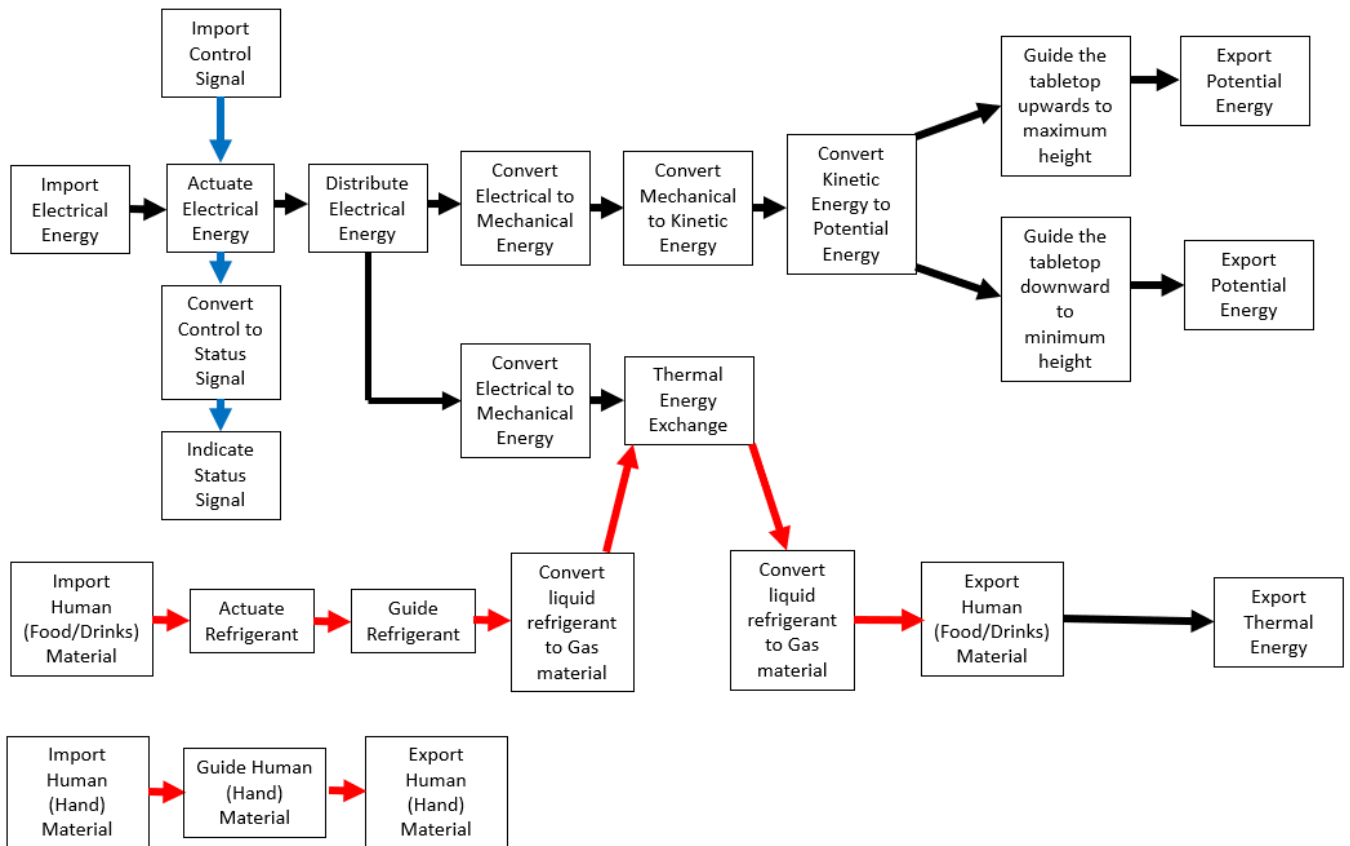 Import
Control
Signal
Guide the
tabletop
upwards to
maximum
height
Export
Potential
Energy
Import
Electrical
Energy
Actuate
Electrical
Energy
Distribute
Electrical
Energy
Convert
Electrical to
Mechanical
Energy
Convert
Mechanical
to Kinetic
Energy
Convert
Kinetic
Energy to
Potential
Energy
Guide the
tabletop
downward
to
minimum
height
Export
Potential
Energy
Convert
Control to
Status
Signal
Convert
Electrical to
Mechanical
Energy
Thermal
Energy
Exchange
Indicate
Status
Signal
Import
Human
(Food/Drinks)
Material
Actuate
Refrigerant
Guide
Refrigerant
Convert
liquid
refrigerant
to Gas
material
Convert
liquid
refrigerant
to Gas
material
Export
Human
(Food/Drinks)
Material
Export
Thermal
Energy
Import
Human
(Hand)
Material
Guide Human
(Hand)
Material
Export
Human
(Hand)
Material